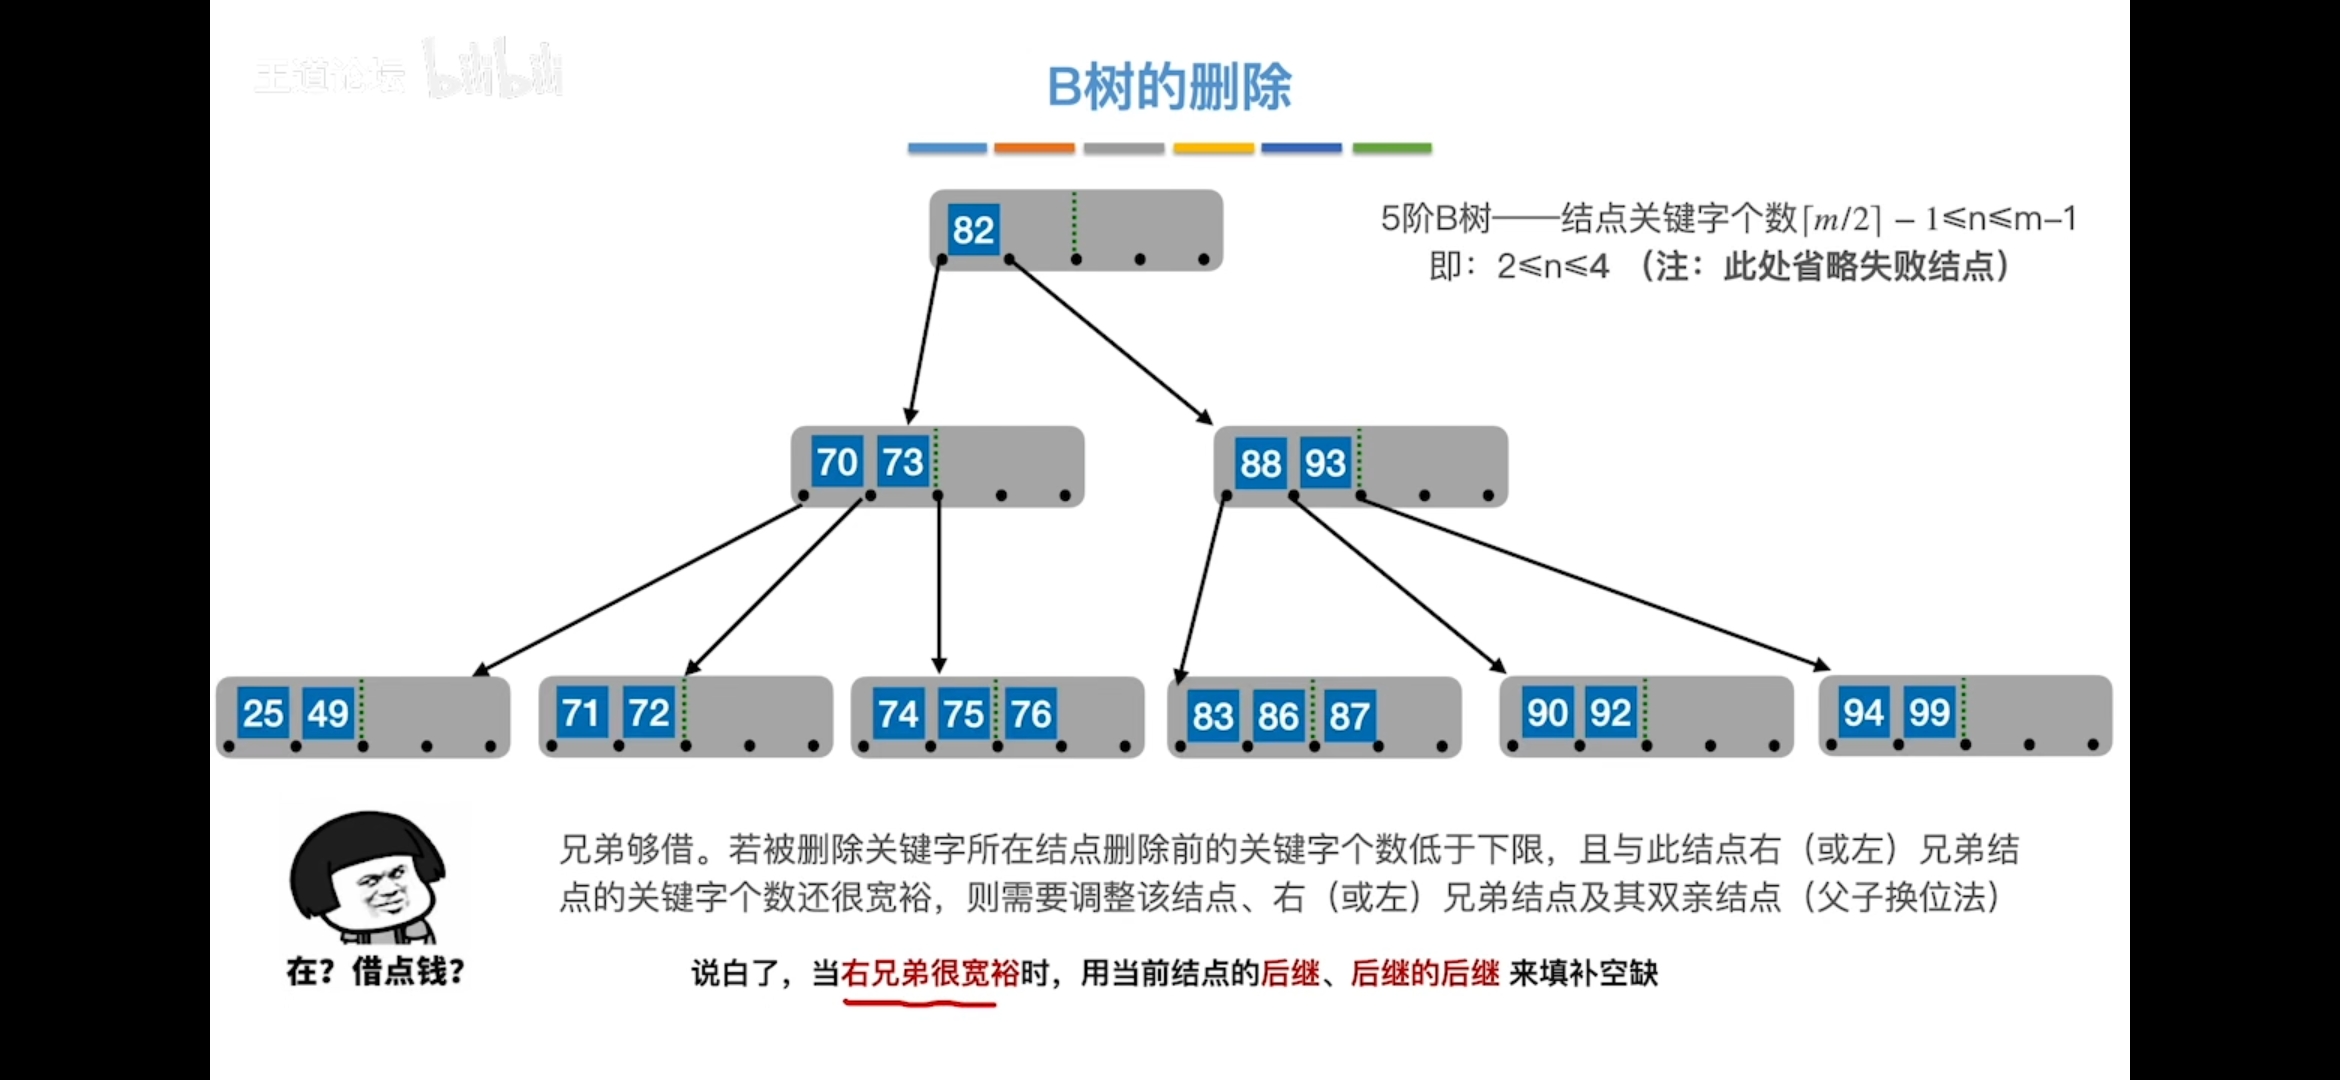 王道论坛 bilibili
B树的删除
82
5阶B树——结点关键字个数⌈m/2⌉ – 1≤n≤m–1
即：2≤n≤4 （注：此处省略失败结点）
70 73 88 93
25 49 71 72 74 75 76 83 86 87 90 92 94 99
兄弟够借。若被删除关键字所在结点删除前的关键字个数低于下限，且与此结点右（或左）兄弟结
点的关键字个数还很宽裕，则需要调整该结点、右（或左）兄弟结点及其双亲结点（父子换位法）
在？借点钱？
说白了，当右兄弟很宽裕时，用当前结点的后继、后继的后继 来填补空缺